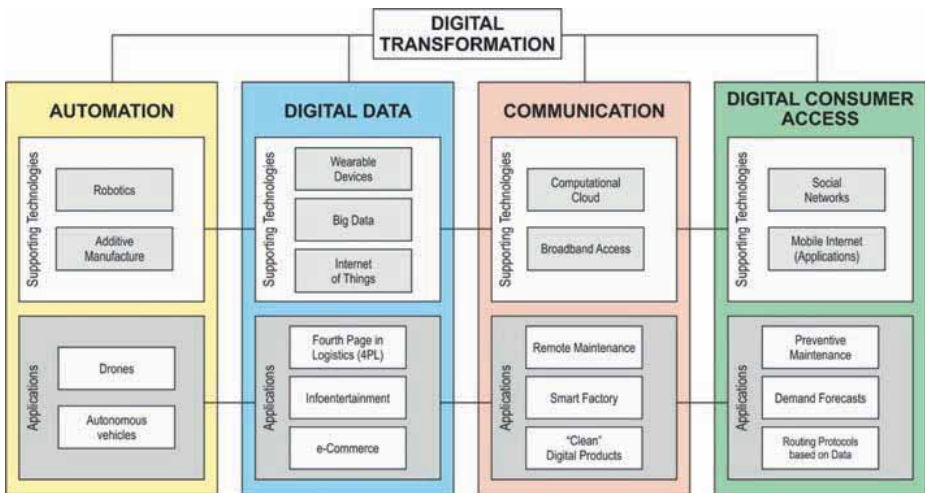 DIGITAL
TRANSFORMATION
AUTOMATION
Supporting Technologies
Robotics
Additive
Manufacture
Applications
Drones
Autonomous
vehicles
DIGITAL DATA
Supporting Technologies
Wearable
Devices
Big Data
Internet
of Things
Applications
Fourth Page in
Logistics (4PL)
Infoentertainment
e-Commerce
COMMUNICATION
Supporting Technologies
Computational
Cloud
Broadband Access
Applications
Remote Maintenance
Smart Factory
“Clean”
Digital Products
DIGITAL CONSUMER
ACCESS
Supporting Technologies
Social
Networks
Mobile Internet
(Applications)
Applications
Preventive
Maintenance
Demand Forecasts
Routing Protocols
based on Data